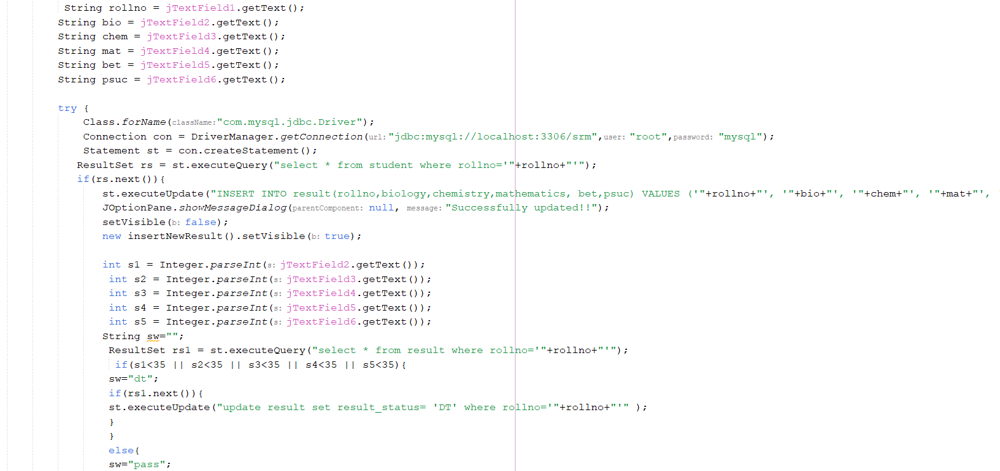 String rollno = jTextField1.getText();
String bio = jTextField2.getText();
String chem = jTextField3.getText();
String mat = jTextField4.getText();
String bet = jTextField5.getText();
String psuc = jTextField6.getText();
try {
Class.forName(className:"com.mysql.jdbc.Driver");
Connection con = DriverManager.getConnection(url:"jdbc:mysql://localhost:3306/srm",user: "root",password: "mysql");
Statement st = con.createStatement();
ResultSet rs = st.executeQuery("select * from student where rollno='"+rollno+"'");
if(rs.next()){
st.executeUpdate("INSERT INTO result(rollno,biology,chemistry,mathematics, bet,psuc) VALUES ('"+rollno+"', '"+bio+"', '"+chem+"', '"+mat+"',
JOptionPane.showMessageDialog(parentComponent: null, message: "Successfully updated!!");
setVisible(b: false);
new insertNewResult().setVisible(b: true);
int s1 = Integer.parseInt(s: jTextField2.getText());
int s2 = Integer.parseInt(s: jTextField3.getText());
int s3 = Integer.parseInt(s: jTextField4.getText());
int s4 = Integer.parseInt(s: jTextField5.getText());
int s5 = Integer.parseInt(s: jTextField6.getText());
String sw="";
ResultSet rs1 = st.executeQuery("select * from result where rollno='"+rollno+"'");
if(s1<35 || s2<35 || s3<35 || s4<35 || s5<35){
sw="dt";
if(rs1.next()){
st.executeUpdate("update result set result_status= 'DT' where rollno='"+rollno+"'" );
}
}
else{
sw="pass";